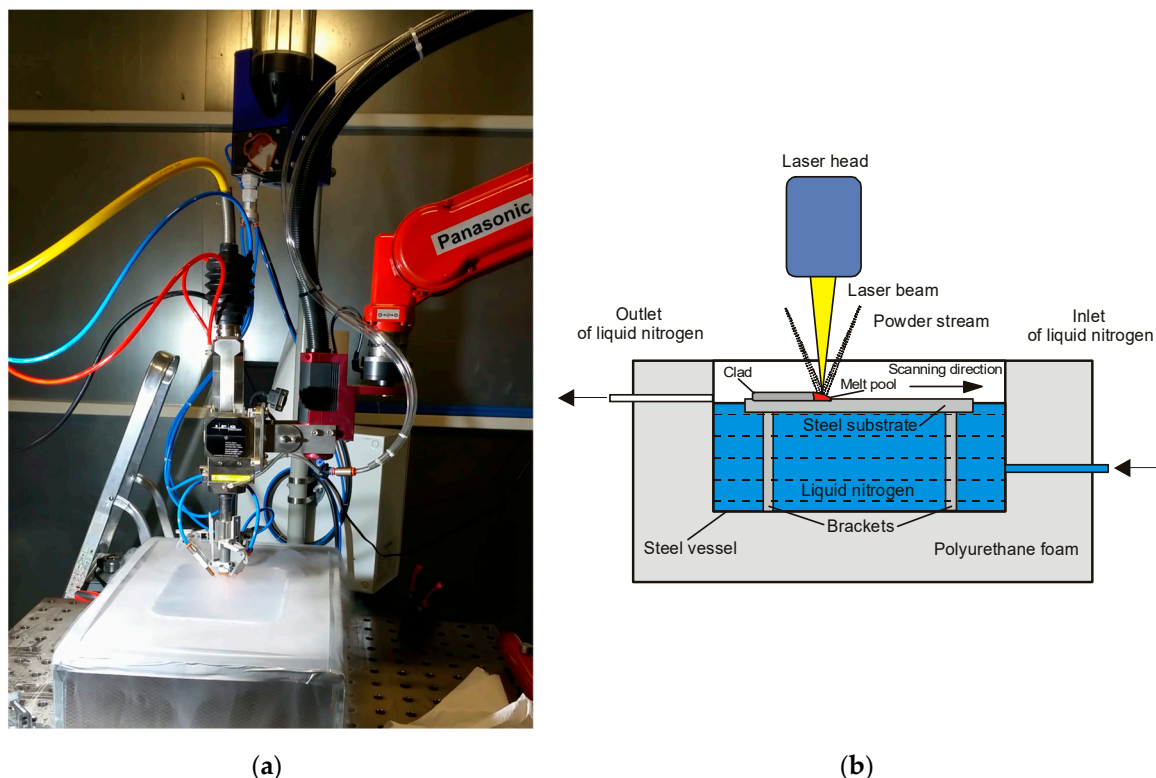 Panasonic
Laser head
Laser beam
Outlet
of liquid nitrogen
Powder stream
Inlet
of liquid nitrogen
Clad
Scanning direction
Melt pool
Steel substrate
Liquid nitrogen
Brackets
Steel vessel
Polyurethane foam
(a)
(b)